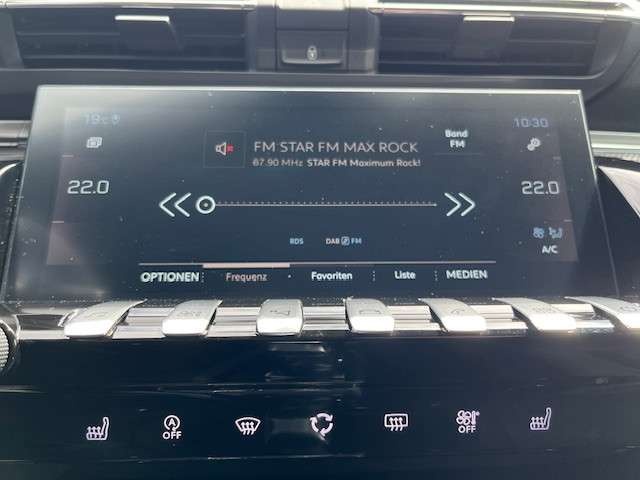 19°C 10:30
FM STAR FM MAX ROCK Band
FM
87.90 MHz STAR FM Maximum Rock!
22.0 22.0
RDS DAB FM
A/C
OPTIONEN Frequenz Favoriten Liste MEDIEN
A OFF OFF